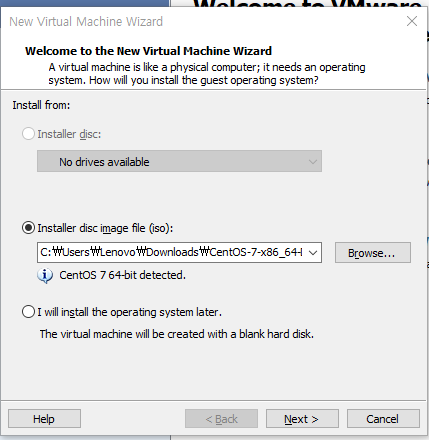 Welcome to VMware
New Virtual Machine Wizard
Welcome to the New Virtual Machine Wizard
A virtual machine is like a physical computer; it needs an operating
system. How will you install the guest operating system?
Install from:
Installer disc:
No drives available
Installer disc image file (iso):
C:₩Users₩Lenovo₩Downloads₩CentOS-7-x86_64-
Browse...
CentOS 7 64-bit detected.
I will install the operating system later.
The virtual machine will be created with a blank hard disk.
Help
< Back
Next >
Cancel